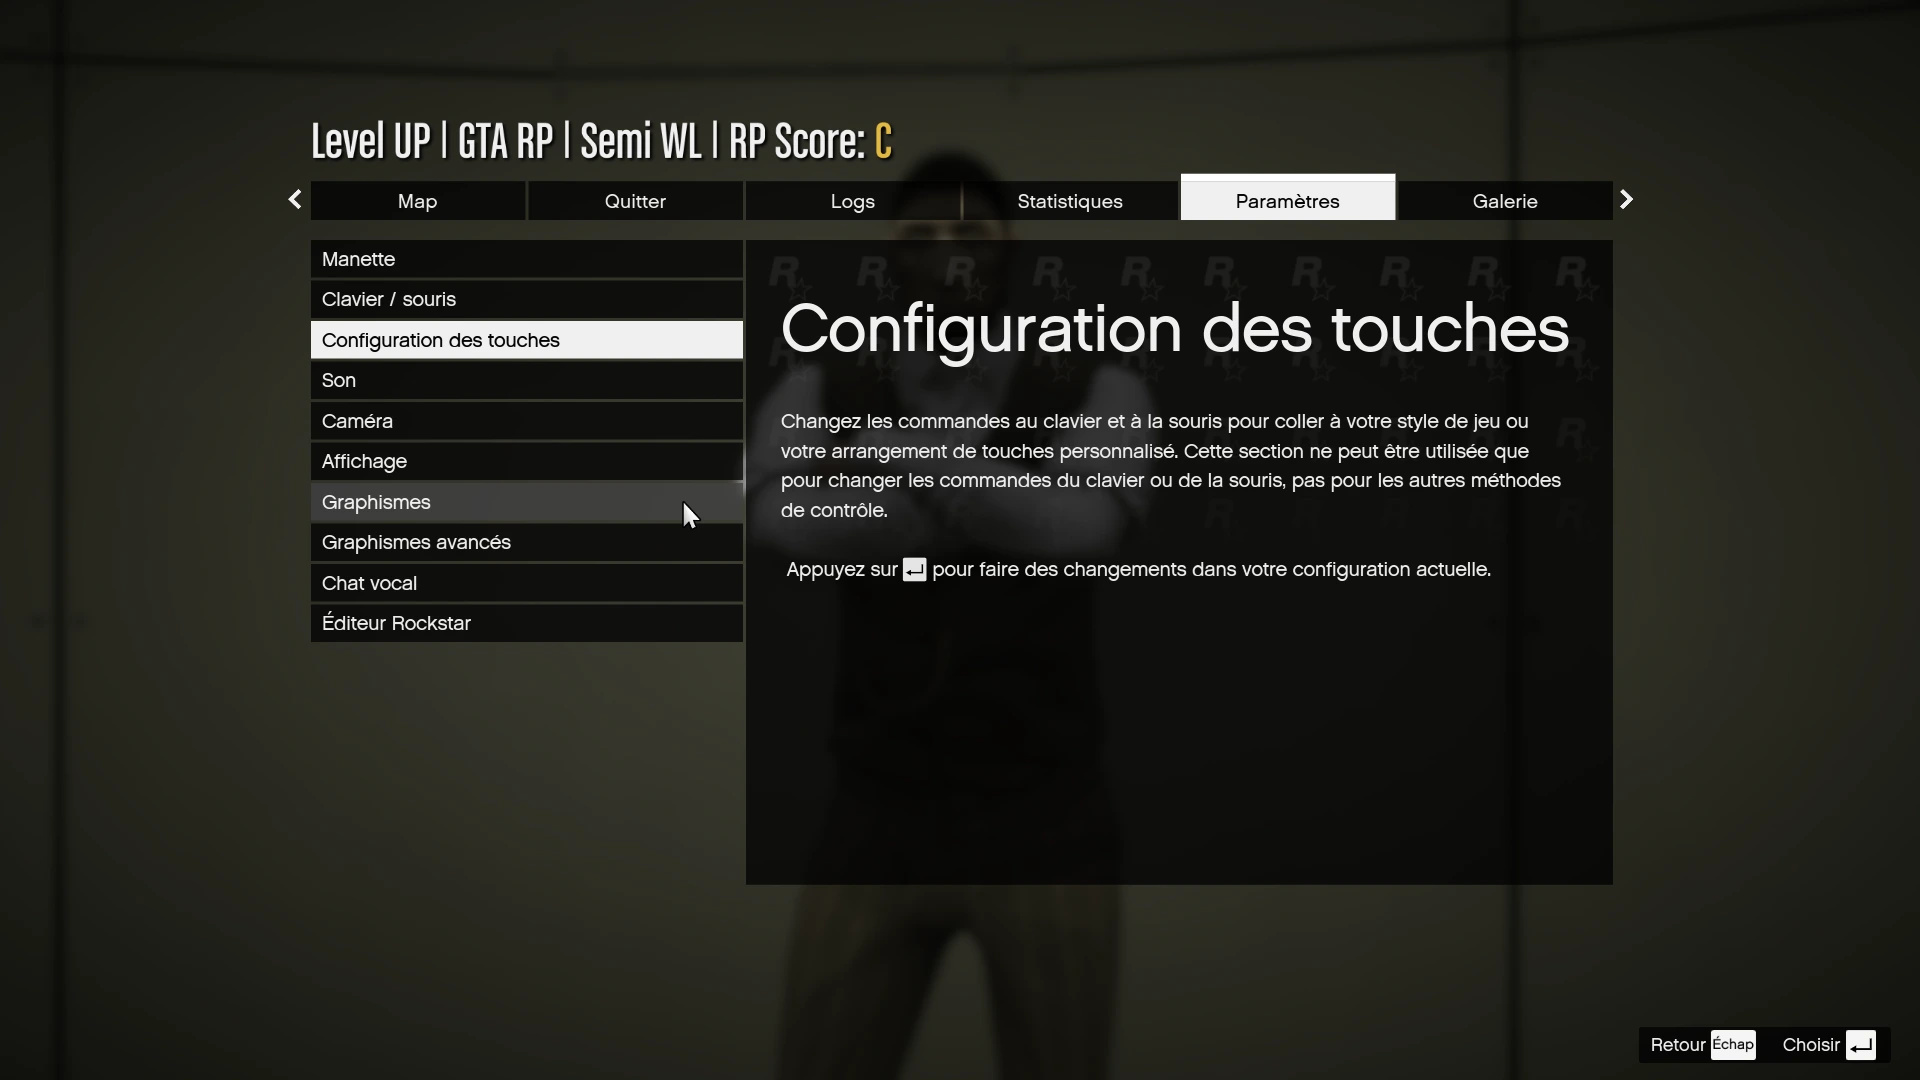 Level UP | GTA RP | Semi WL | RP Score: C
Map
Quitter
Logs
Statistiques
Paramètres
Galerie
Manette
Clavier / souris
Configuration des touches
Son
Caméra
Affichage
Graphismes
Graphismes avancés
Chat vocal
Éditeur Rockstar
Configuration des touches
Changez les commandes au clavier et à la souris pour coller à votre style de jeu ou
votre arrangement de touches personnalisé. Cette section ne peut être utilisée que
pour changer les commandes du clavier ou de la souris, pas pour les autres méthodes
de contrôle.
Appuyez sur pour faire des changements dans votre configuration actuelle.
Retour Échap Choisir